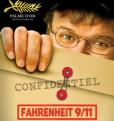 PALME D'OR
CONFIDENTIEL
FAHRENHEIT 9/11